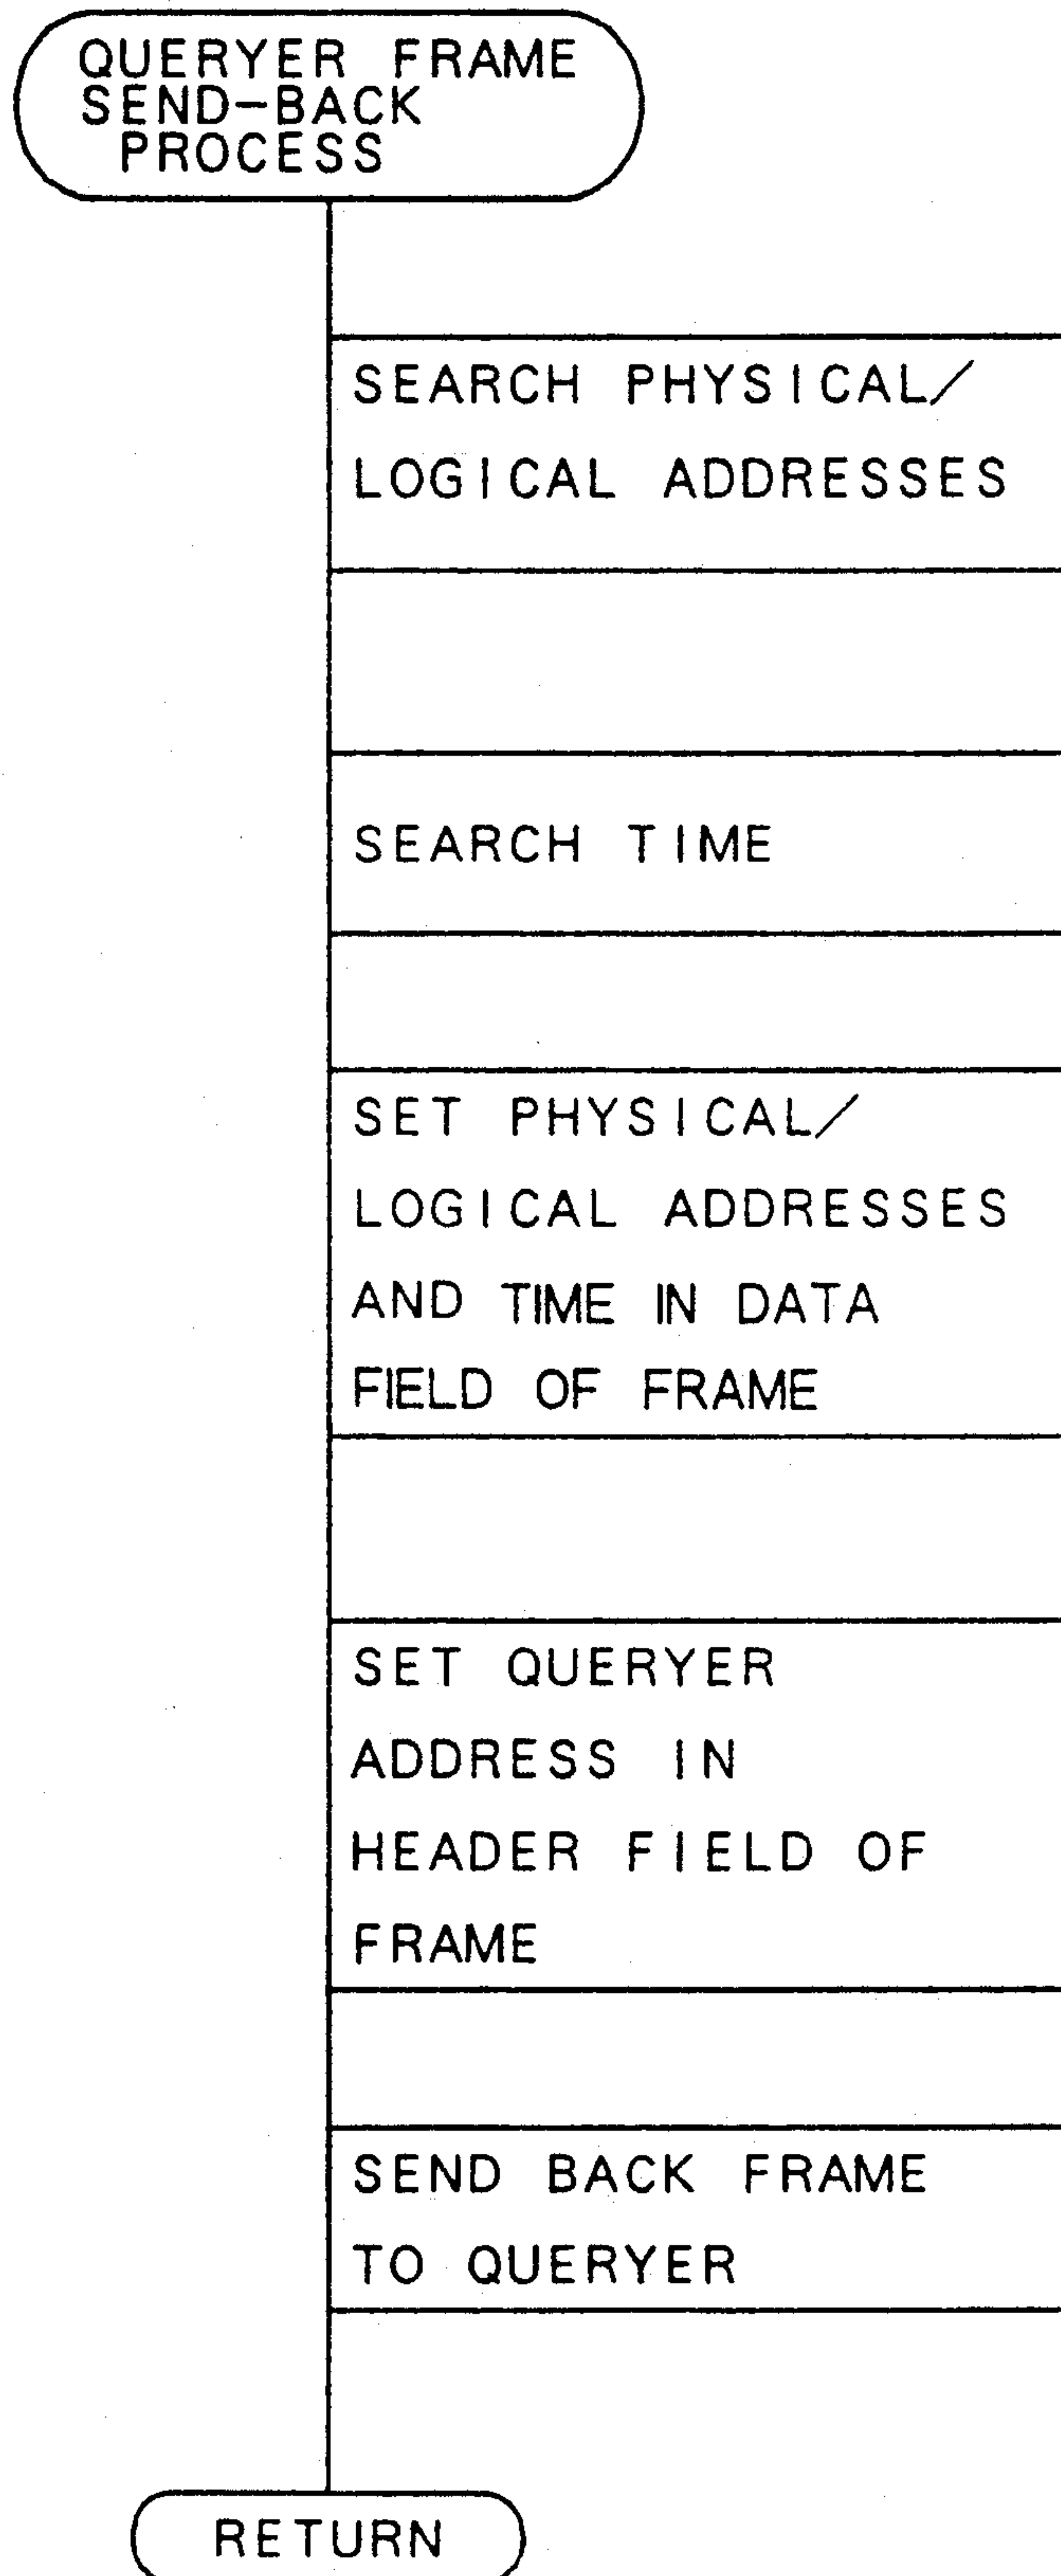 QUERYER FRAME
SEND-BACK
PROCESS
SEARCH PHYSICAL/
LOGICAL ADDRESSES
SEARCH TIME
SET PHYSICAL/
LOGICAL ADDRESSES
AND TIME IN DATA
FIELD OF FRAME
SET QUERYER
ADDRESS IN
HEADER FIELD OF
FRAME
SEND BACK FRAME
TO QUERYER
RETURN